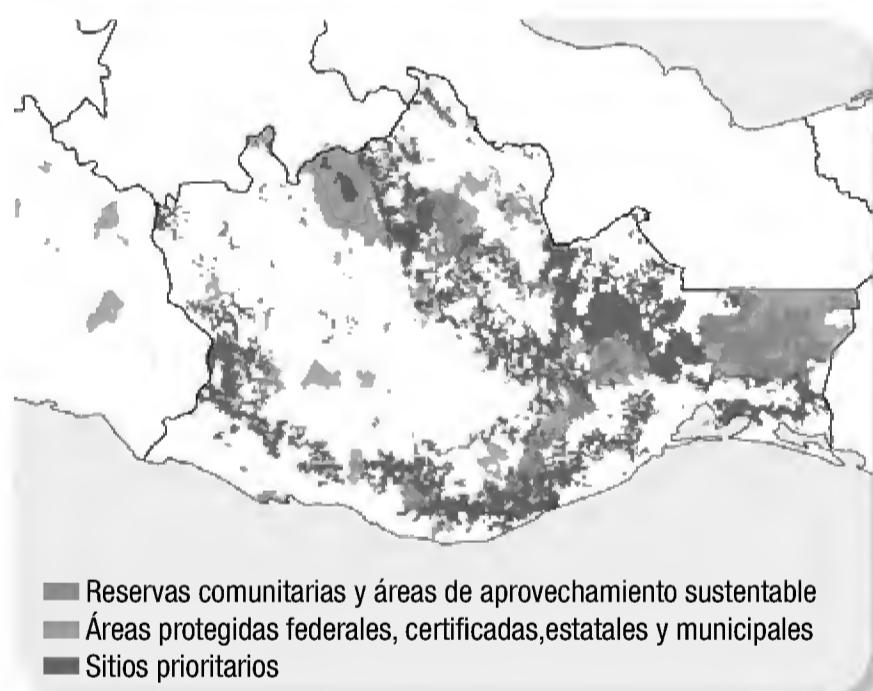 Reservas comunitarias y áreas de aprovechamiento sustentable
Áreas protegidas federales, certificadas,estatales y municipales
Sitios prioritarios